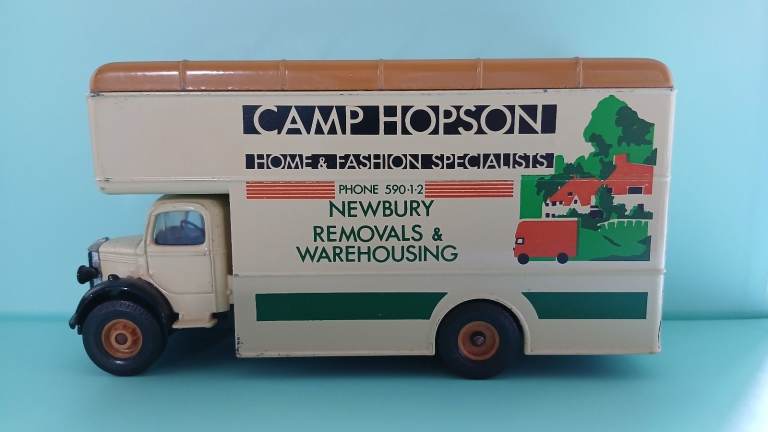 CAMP HOPSON
HOME & FASHION SPECIALISTS
PHONE 590·1·2
NEWBURY
REMOVALS &
WAREHOUSING